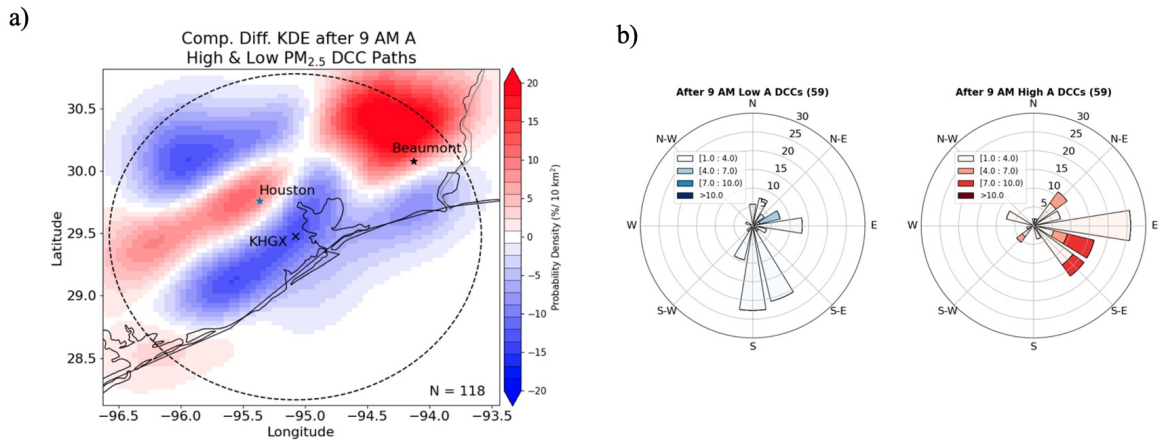 a)
Comp. Diff. KDE after 9 AM A
High & Low PM2.5 DCC Paths
30.5
30.0
29.5
29.0
28.5
Latitude
−96.5 −96.0 −95.5 −95.0 −94.5 −94.0 −93.5
Longitude
Beaumont
Houston
KHGX
N = 118
20
15
10
5
0
−5
−10
−15
−20
Probability Density (%/ 10 km²)
b)
After 9 AM Low A DCCs (59)
N
N-W
N-E
W
E
S-W
S-E
S
5
10
15
20
25
30
[1.0 : 4.0)
[4.0 : 7.0)
[7.0 : 10.0)
>10.0
After 9 AM High A DCCs (59)
N
N-W
N-E
W
E
S-W
S-E
S
5
10
15
20
25
30
[1.0 : 4.0)
[4.0 : 7.0)
[7.0 : 10.0)
>10.0